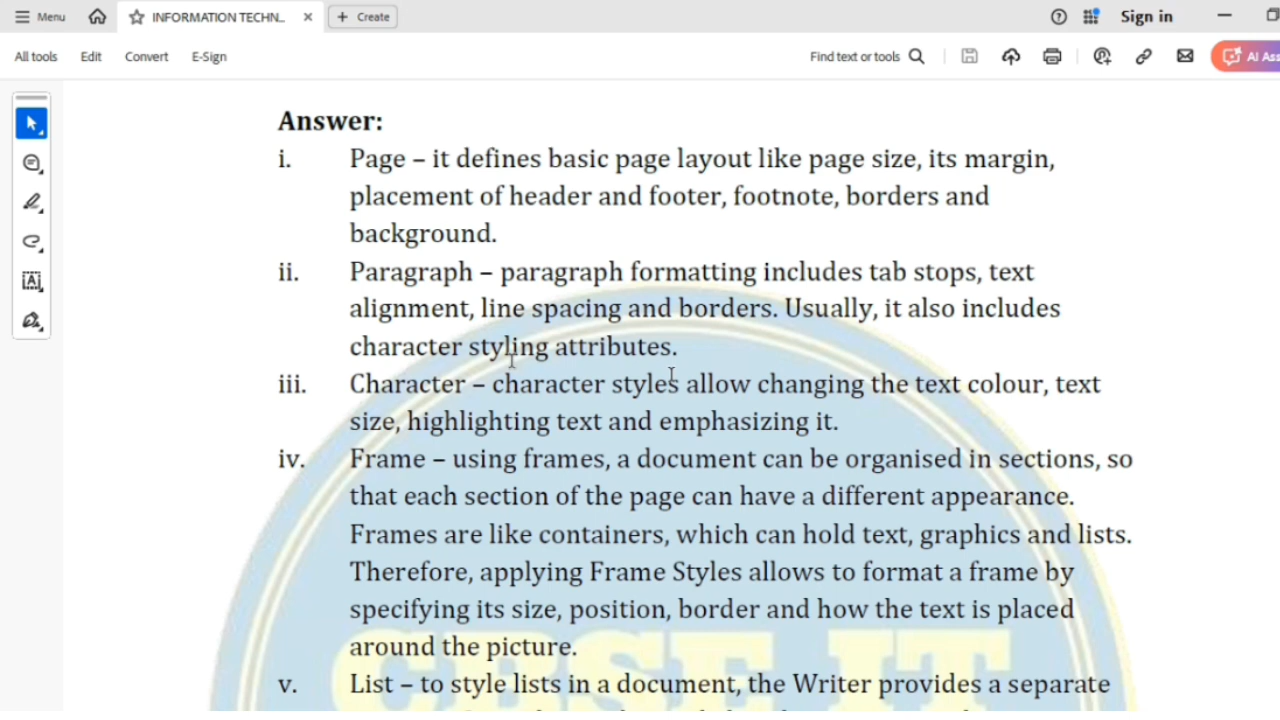 Menu
INFORMATION TECHN...
Create
Sign in
All tools
Edit
Convert
E-Sign
Find text or tools
AI Ass
Answer:
i. Page – it defines basic page layout like page size, its margin,
placement of header and footer, footnote, borders and
background.
ii. Paragraph – paragraph formatting includes tab stops, text
alignment, line spacing and borders. Usually, it also includes
character styling attributes.
iii. Character – character styles allow changing the text colour, text
size, highlighting text and emphasizing it.
iv. Frame – using frames, a document can be organised in sections, so
that each section of the page can have a different appearance.
Frames are like containers, which can hold text, graphics and lists.
Therefore, applying Frame Styles allows to format a frame by
specifying its size, position, border and how the text is placed
around the picture.
CBSE IT
v. List – to style lists in a document, the Writer provides a separate